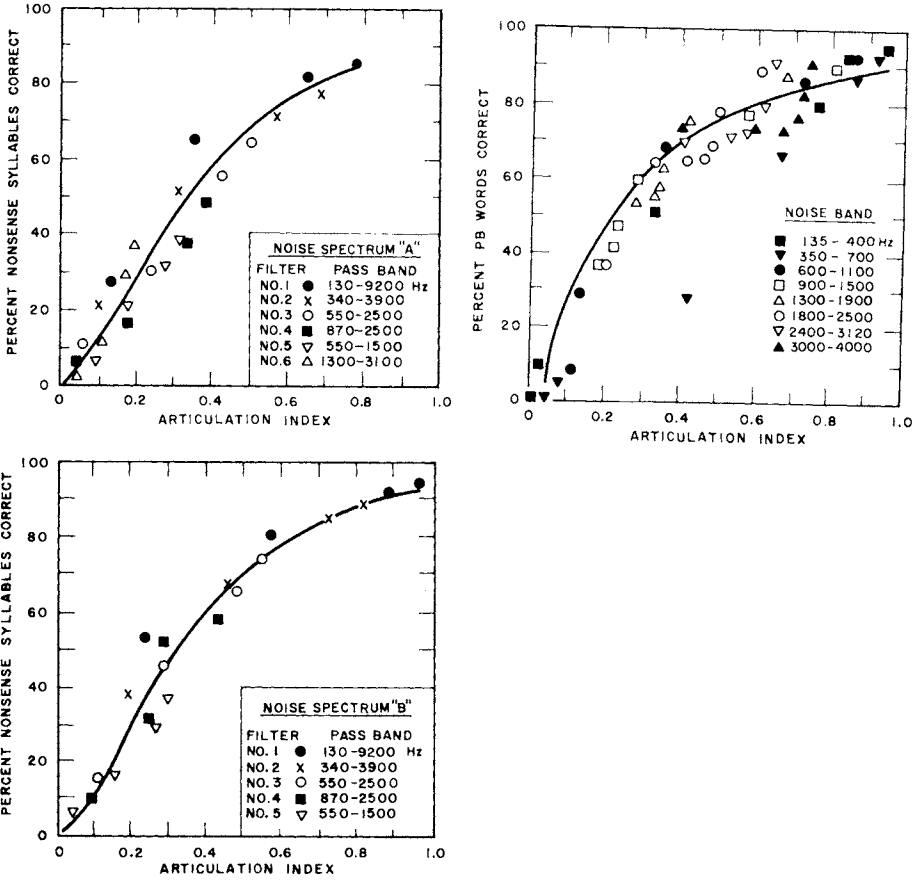 100
80
60
40
20
0
PERCENT NONSENSE SYLLABLES CORRECT
NOISE SPECTRUM "A"
FILTER PASS BAND
NO.1 ● 130-9200 Hz
NO.2 x 340-3900
NO.3 ○ 550-2500
NO.4 ■ 870-2500
NO.5 ▽ 550-1500
NO.6 △ 1300-3100
0 0.2 0.4 0.6 0.8 1.0
ARTICULATION INDEX
100
80
60
40
20
0
PERCENT PB WORDS CORRECT
NOISE BAND
■ 135-400 Hz
▼ 350-700
● 600-1100
□ 900-1500
△ 1300-1900
○ 1800-2500
▽ 2400-3120
▲ 3000-4000
0 0.2 0.4 0.6 0.8 1.0
ARTICULATION INDEX
100
80
60
40
20
0
PERCENT NONSENSE SYLLABLES CORRECT
NOISE SPECTRUM "B"
FILTER PASS BAND
NO.1 ● 130-9200 Hz
NO.2 x 340-3900
NO.3 ○ 550-2500
NO.4 ■ 870-2500
NO.5 ▽ 550-1500
0 0.2 0.4 0.6 0.8 1.0
ARTICULATION INDEX